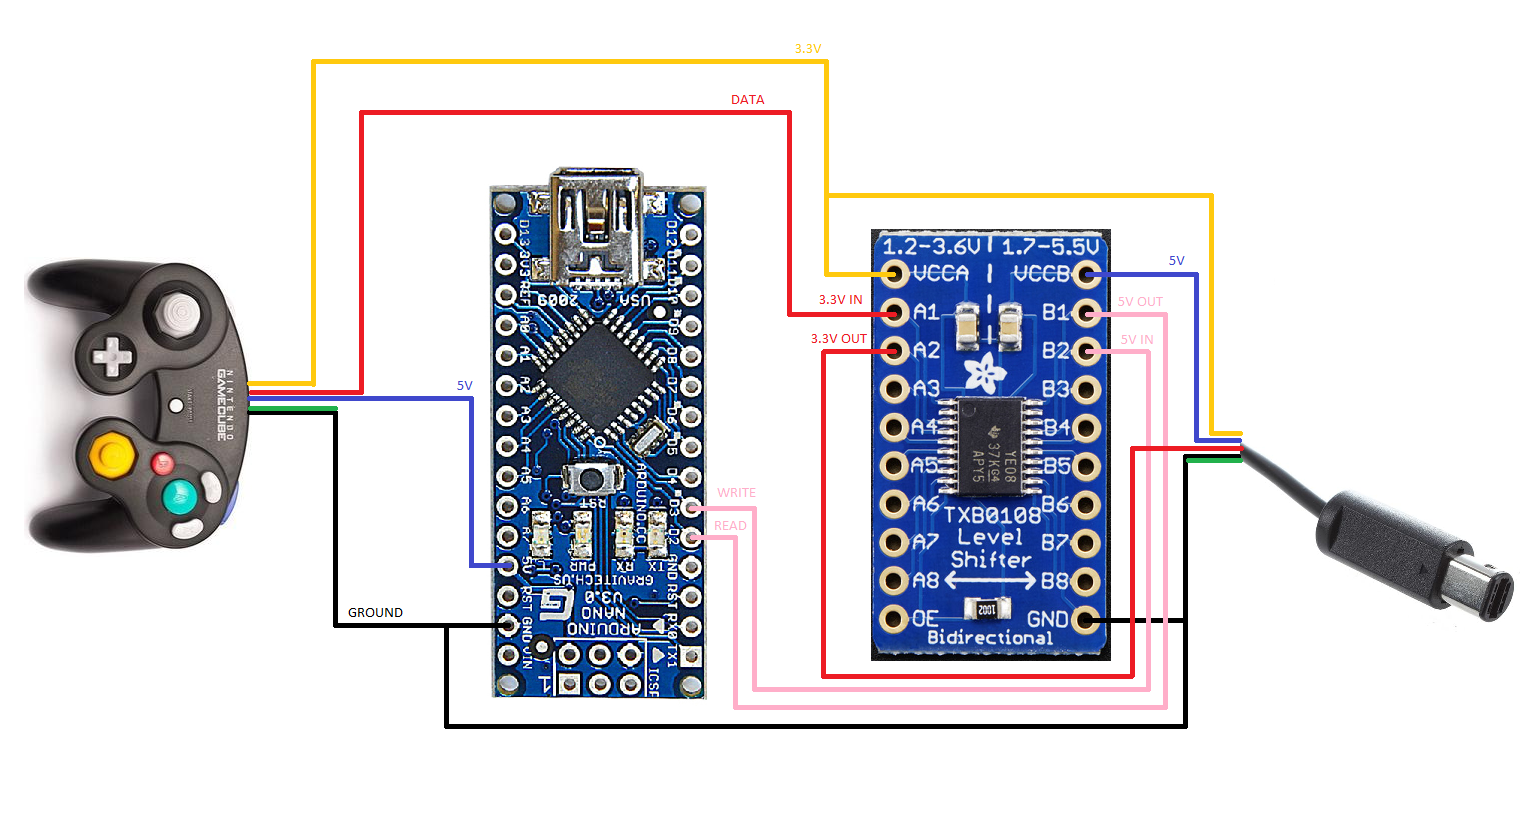 3.3V
DATA
5V
GROUND
WRITE
READ
3.3V IN
3.3V OUT
5V
5V OUT
5V IN
NINTENDO
GAMECUBE
D13
3V3
REF
A0
A1
A2
A3
A4
A5
A6
A7
5V
RST
GND
VIN
D12
D11
D9
D8
D7
D6
D5
D4
D3
D2
GND
RST
RX0
TX1
2009
USA
RST
ARDUINO.CC
TX RX PWR
GRAVITECH.US
ARDUINO
NANO
V3.0
ICSP
1
1.2-3.6V 1.7-5.5V
VCCA VCCB
A1 B1
A2 B2
A3 B3
A4 B4
A5 B5
A6 B6
A7 B7
A8 B8
OE GND
YE08
37KG4
APY5
TXB0108
Level
Shifter
1002
Bidirectional